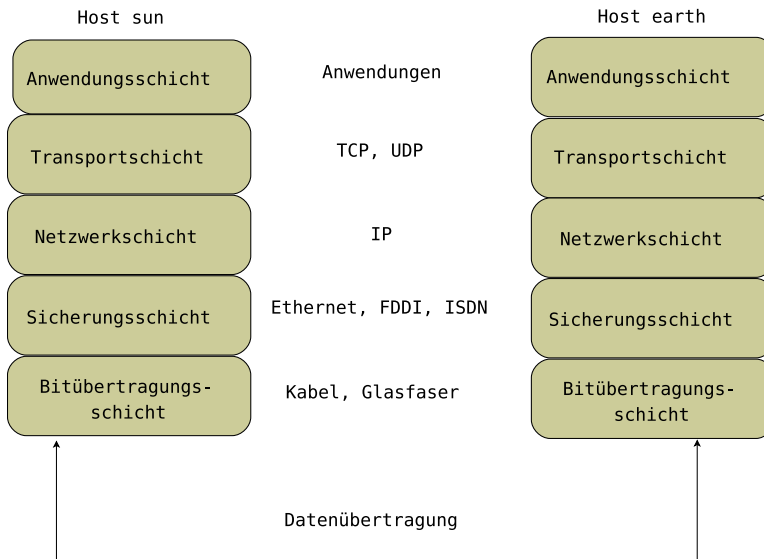 Host sun
Host earth
Anwendungsschicht
Anwendungen
Anwendungsschicht
Transportschicht
TCP, UDP
Transportschicht
Netzwerkschicht
IP
Netzwerkschicht
Sicherungsschicht
Ethernet, FDDI, ISDN
Sicherungsschicht
Bitübertragungs-
schicht
Kabel, Glasfaser
Bitübertragungs-
schicht
Datenübertragung